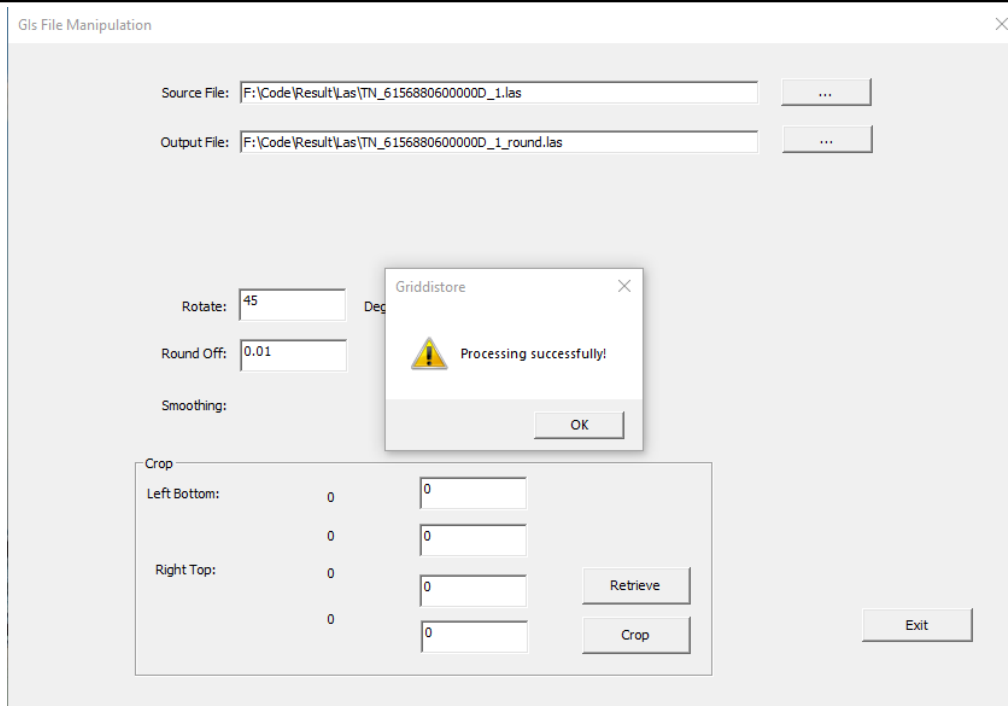 Gls File Manipulation
Source File: F:\Code\Result\Las\TN_6156880600000D_1.las ...
Output File: F:\Code\Result\Las\TN_6156880600000D_1_round.las ...
Griddistore
Rotate: 45 Deg
Processing successfully!
Round Off: 0.01
Smoothing:
OK
Crop
Left Bottom: 0 0
0 0
Right Top: 0 0
Retrieve
0 0
Crop
Exit